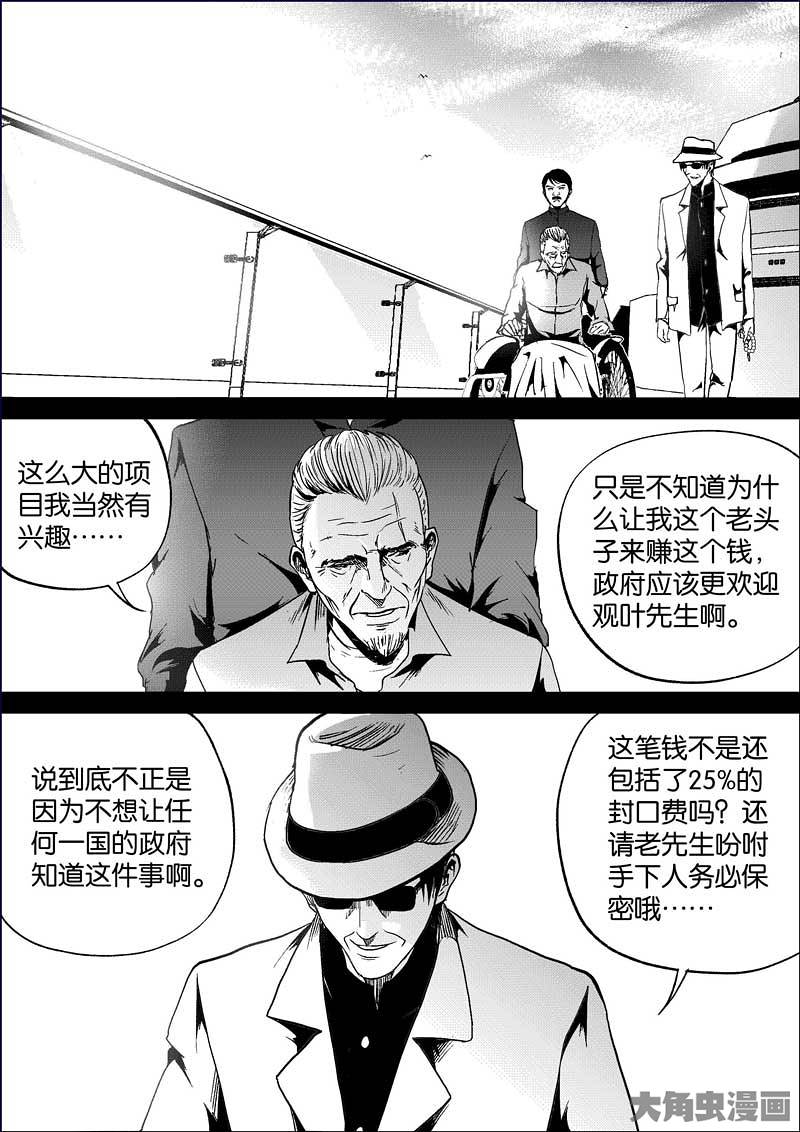 这么大的项
目我当然有
兴趣……
只是不知道为什
么让我这个老头
子来赚这个钱，
政府应该更欢迎
观叶先生啊。
说到底不正是
因为不想让任
何一国的政府
知道这件事啊。
这笔钱不是还
包括了25%的
封口费吗？还
请老先生吩咐
手下人务必保
密哦……
大角虫漫画